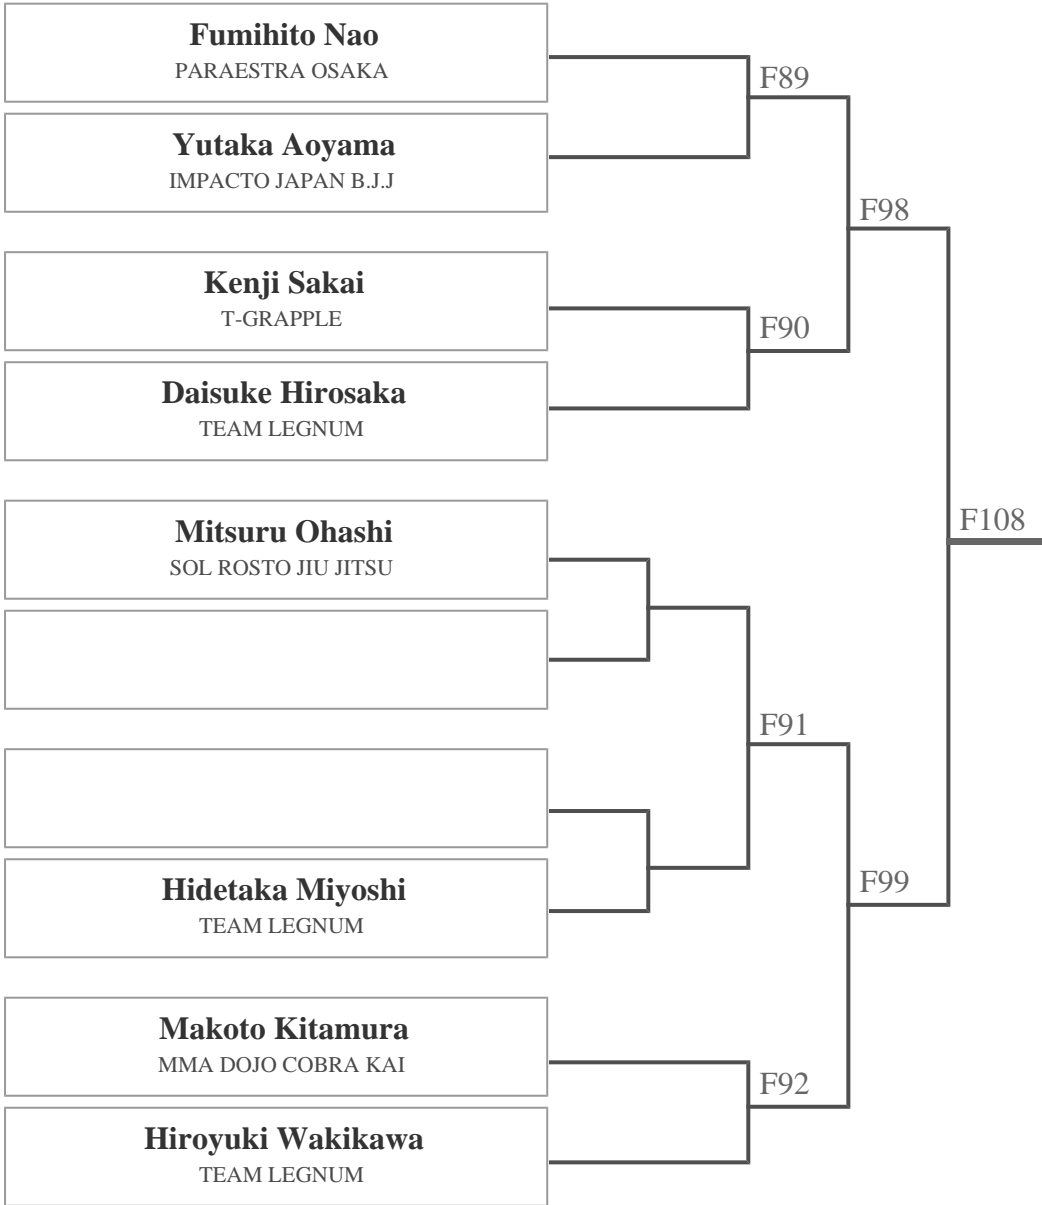 Fumihito Nao
PARAESTRA OSAKA
F89
Yutaka Aoyama
IMPACTO JAPAN B.J.J
F98
Kenji Sakai
T-GRAPPLE
F90
Daisuke Hirosaka
TEAM LEGNUM
F108
Mitsuru Ohashi
SOL ROSTO JIU JITSU
F91
Hidetaka Miyoshi
TEAM LEGNUM
F99
Makoto Kitamura
MMA DOJO COBRA KAI
F92
Hiroyuki Wakikawa
TEAM LEGNUM